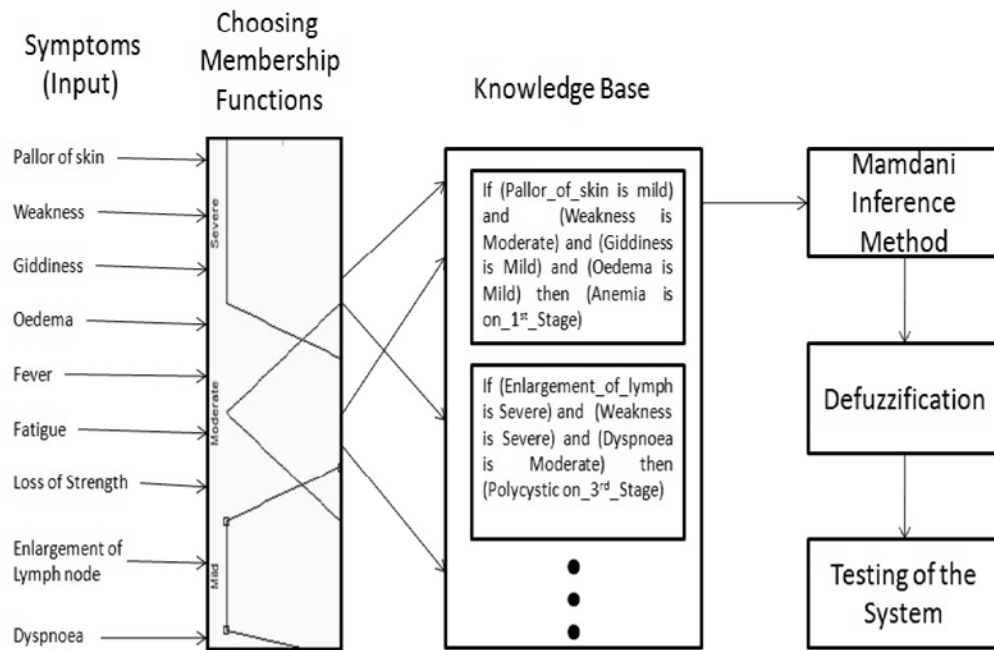 Symptoms
(Input)
Choosing
Membership
Functions
Knowledge Base
Pallor of skin
Weakness
Giddiness
Oedema
Fever
Fatigue
Loss of Strength
Enlargement of
Lymph node
Dyspnoea
Severe
Moderate
Mild
If (Pallor_of_skin is mild)
and (Weakness is
Moderate) and (Giddiness
is Mild) and (Oedema is
Mild) then (Anemia is
on_1st_Stage)
If (Enlargement_of_lymph
is Severe) and (Weakness
is Severe) and (Dyspnoea
is Moderate) then
(Polycystic on_3rd_Stage)
Mamdani
Inference
Method
Defuzzification
Testing of the
System